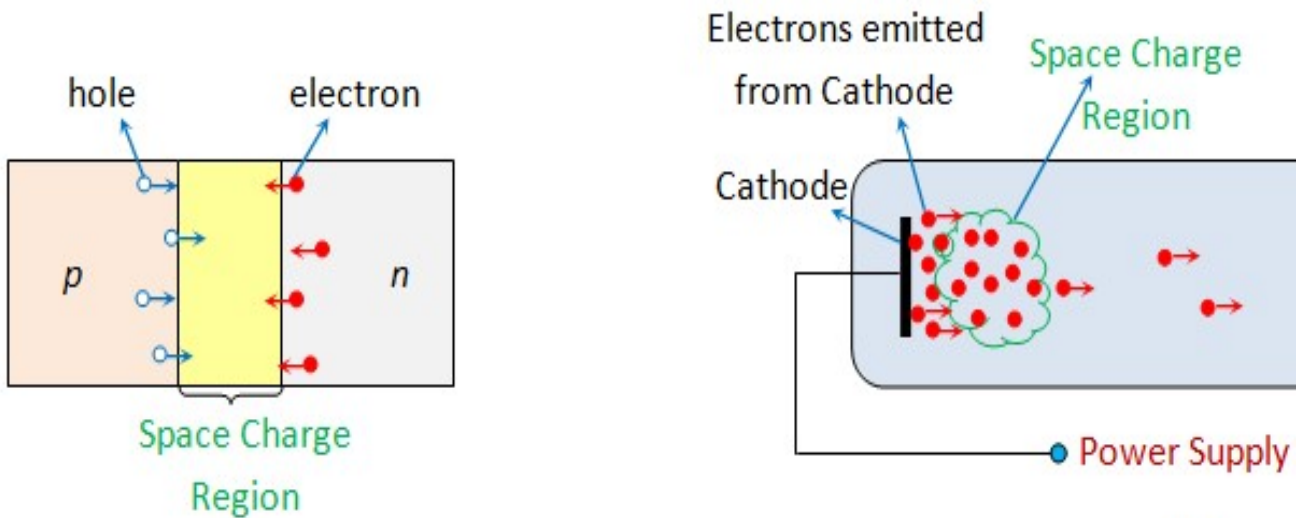 hole
electron
p
n
Space Charge
Region
Electrons emitted
from Cathode
Space Charge
Region
Cathode
Power Supply